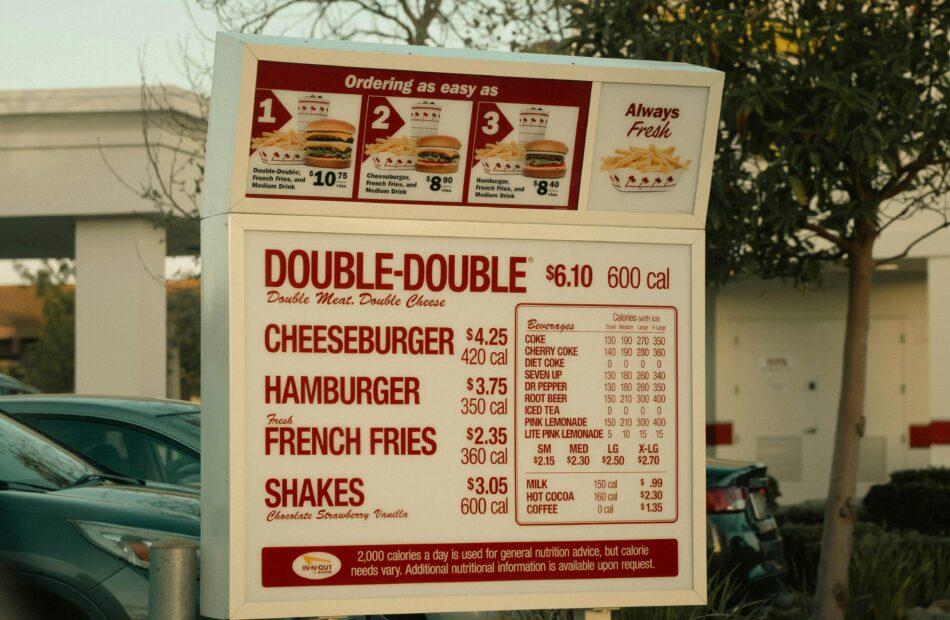 Ordering as easy as
1
2
3
Double-Double,
French Fries, and
Medium Drink
$10.75
+tax
Cheeseburger,
French Fries, and
Medium Drink
$8.90
+tax
Hamburger,
French Fries, and
Medium Drink
$8.40
+tax
Always
Fresh
DOUBLE-DOUBLE® $6.10 600 cal
Double Meat, Double Cheese
CHEESEBURGER $4.25
420 cal
HAMBURGER $3.75
350 cal
Fresh
FRENCH FRIES $2.35
360 cal
SHAKES $3.05
Chocolate Strawberry Vanilla 600 cal
Calories (with ice)
Beverages Small Medium Large X-Large
COKE 130 190 270 350
CHERRY COKE 140 190 280 360
DIET COKE 0 0 0 0
SEVEN UP 130 180 260 340
DR PEPPER 130 180 260 350
ROOT BEER 150 210 300 400
ICED TEA 0 0 0 0
PINK LEMONADE 150 210 300 400
LITE PINK LEMONADE 5 10 15 15
SM MED LG X-LG
$2.15 $2.30 $2.50 $2.70
MILK 150 cal $ .99
HOT COCOA 160 cal $2.30
COFFEE 0 cal $1.35
IN-N-OUT
BURGER
2,000 calories a day is used for general nutrition advice, but calorie
needs vary. Additional nutritional information is available upon request.